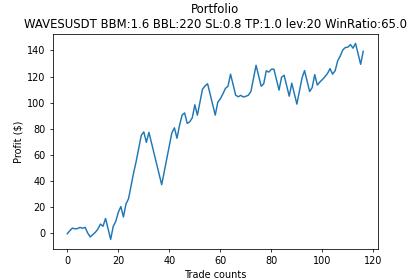 Portfolio
WAVESUSDT BBM:1.6 BBL:220 SL:0.8 TP:1.0 lev:20 WinRatio:65.0
140
120
100
80
60
40
20
0
Profit ($)
0 20 40 60 80 100 120
Trade counts